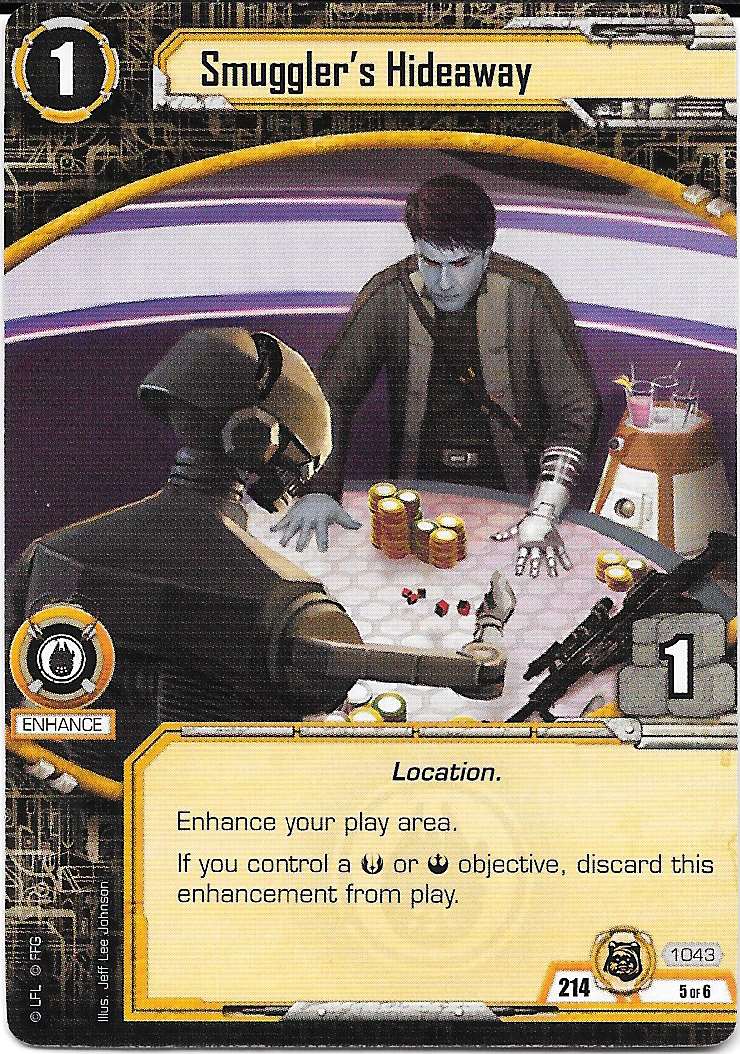 1
Smuggler's Hideaway
1
ENHANCE
Location.
Enhance your play area.
If you control a or objective, discard this
enhancement from play.
© LFL © FFG
Illus. Jeff Lee Johnson
214
1043
5 OF 6